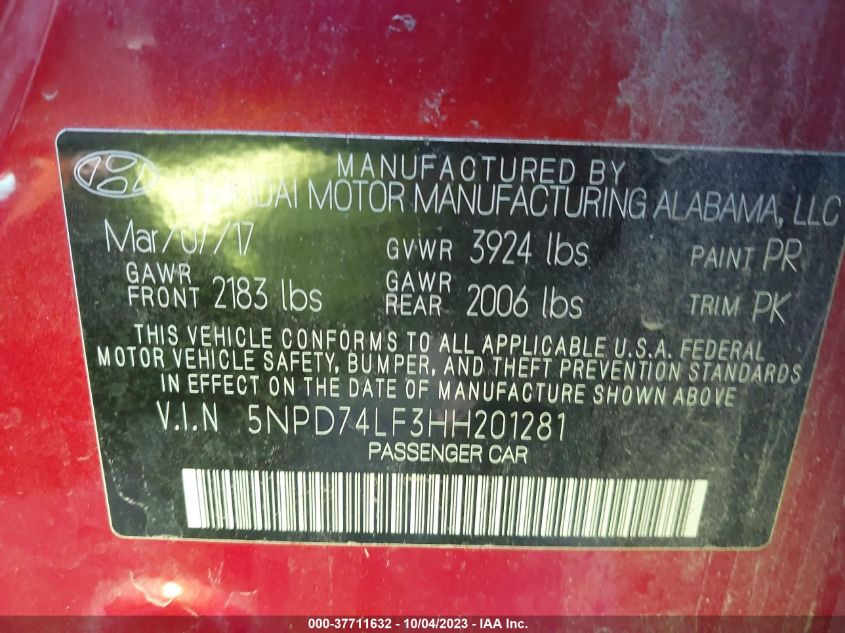 MANUFACTURED BY
HYUNDAI MOTOR MANUFACTURING ALABAMA, LLC
Mar/07/17 GVWR 3924 lbs PAINT PR
GAWR FRONT 2183 lbs GAWR REAR 2006 lbs TRIM PK
THIS VEHICLE CONFORMS TO ALL APPLICABLE U.S.A. FEDERAL
MOTOR VEHICLE SAFETY, BUMPER, AND THEFT PREVENTION STANDARDS
IN EFFECT ON THE DATE OF MANUFACTURE SHOWN ABOVE
V.I.N 5NPD74LF3HH201281
PASSENGER CAR
000-37711632 - 10/04/2023 - IAA Inc.